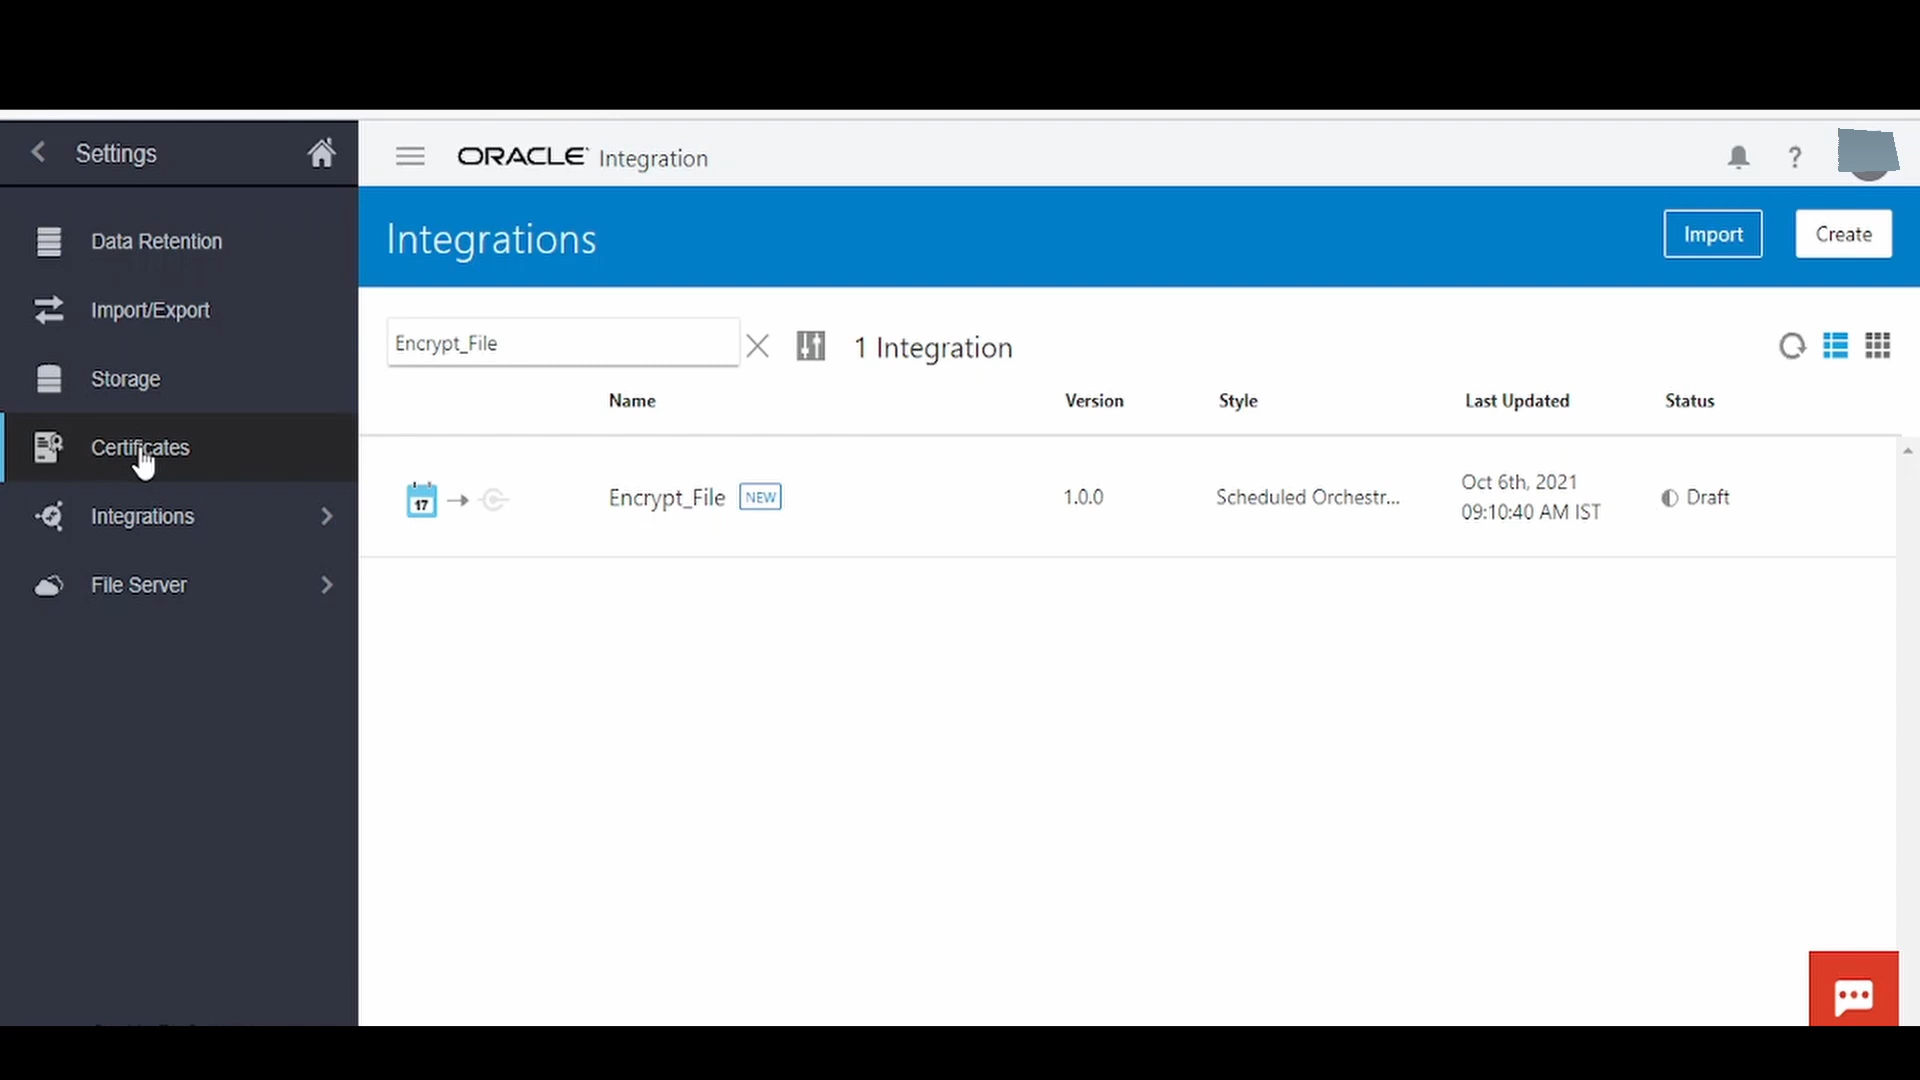 Settings
Data Retention
Import/Export
Storage
Certificates
Integrations
File Server
ORACLE Integration
?
Integrations
Import
Create
Encrypt_File
1 Integration
Name Version Style Last Updated Status
17
Encrypt_File NEW
1.0.0
Scheduled Orchestr...
Oct 6th, 2021
09:10:40 AM IST
Draft